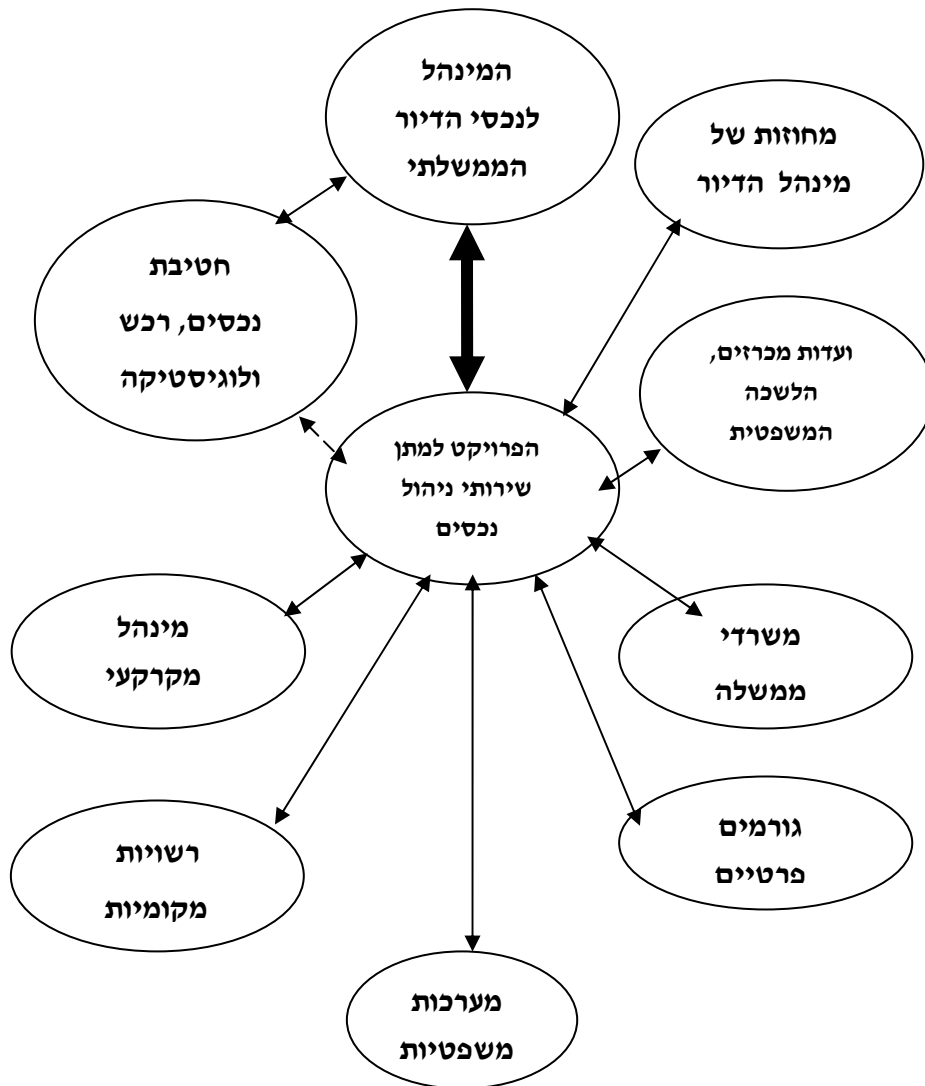 המינהל
לנכסי הדיור
הממשלתי
מחוזות של
מינהל הדיור
חטיבת
נכסים, רכש
ולוגיסטיקה
ועדות מכרזים,
הלשכה
המשפטית
הפרויקט למתן
שירותי ניהול
נכסים
מינהל
מקרקעי
משרדי
ממשלה
גורמים
פרטיים
רשויות
מקומיות
מערכות
משפטיות